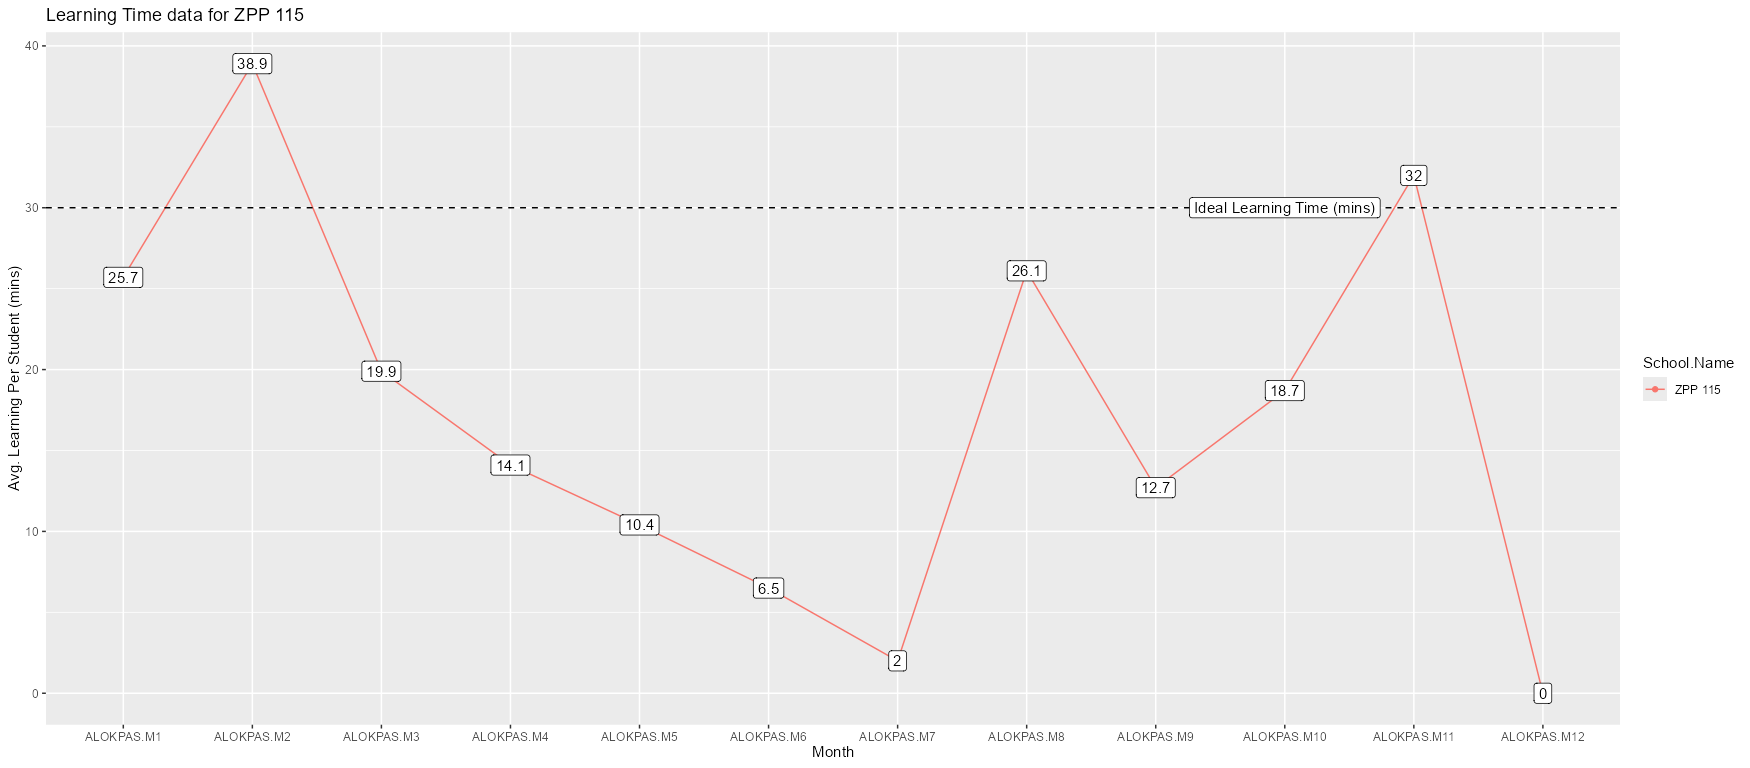 Learning Time data for ZPP 115
40
30
20
10
0
Avg. Learning Per Student (mins)
25.7
38.9
19.9
14.1
10.4
6.5
2
26.1
12.7
18.7
32
0
Ideal Learning Time (mins)
ALOKPAS.M1
ALOKPAS.M2
ALOKPAS.M3
ALOKPAS.M4
ALOKPAS.M5
ALOKPAS.M6
ALOKPAS.M7
ALOKPAS.M8
ALOKPAS.M9
ALOKPAS.M10
ALOKPAS.M11
ALOKPAS.M12
Month
School.Name
ZPP 115